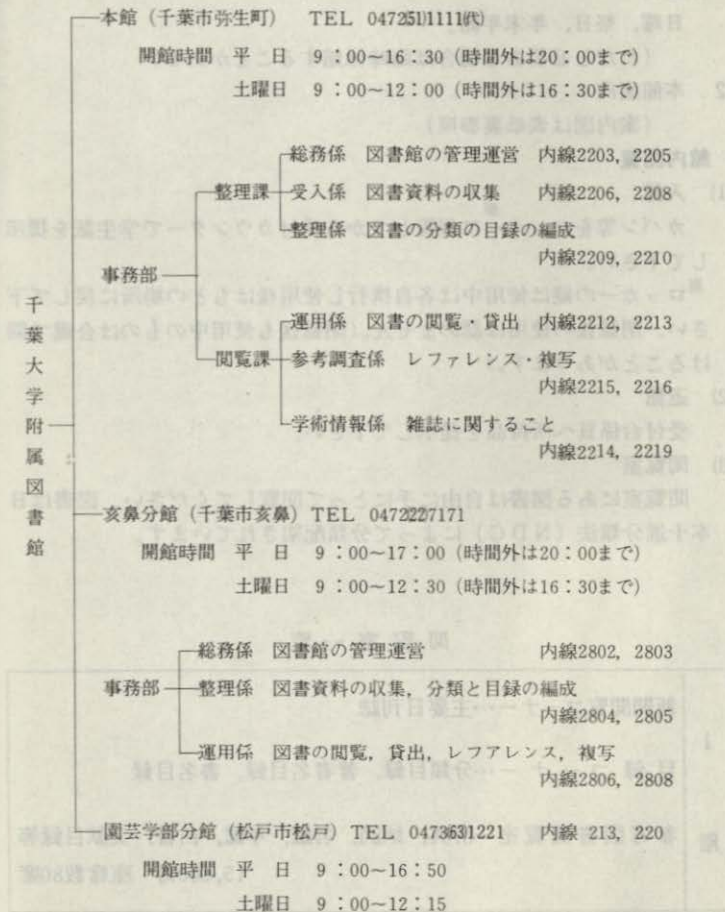 本館（千葉市弥生町） TEL 0472511111㈹
開館時間 平 日 9：00～16：30（時間外は20：00まで）
土曜日 9：00～12：00（時間外は16：30まで）
総務係 図書館の管理運営 内線2203, 2205
整理課 受入係 図書資料の収集 内線2206, 2208
整理係 図書の分類の目録の編成
内線2209, 2210
事務部
運用係 図書の閲覧・貸出 内線2212, 2213
閲覧課 参考調査係 レファレンス・複写
内線2215, 2216
学術情報係 雑誌に関すること
内線2214, 2219
千葉大学附属図書館
亥鼻分館（千葉市亥鼻）TEL 0472227171
開館時間 平 日 9：00～17：00（時間外は20：00まで）
土曜日 9：00～12：30（時間外は16：30まで）
総務係 図書館の管理運営 内線2802, 2803
事務部 整理係 図書資料の収集，分類と目録の編成
内線2804, 2805
運用係 図書の閲覧，貸出，レファレンス，複写
内線2806, 2808
園芸学部分館（松戸市松戸）TEL 0473631221 内線 213, 220
開館時間 平 日 9：00～16：50
土曜日 9：00～12：15